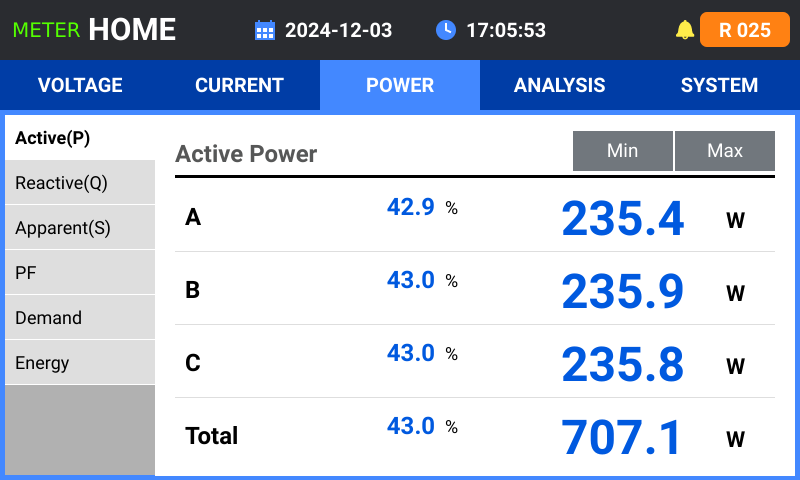 METER HOME 2024-12-03 17:05:53 R 025
VOLTAGE CURRENT POWER ANALYSIS SYSTEM
Active(P)
Reactive(Q)
Apparent(S)
PF
Demand
Energy
Active Power Min Max
A 42.9 % 235.4 W
B 43.0 % 235.9 W
C 43.0 % 235.8 W
Total 43.0 % 707.1 W